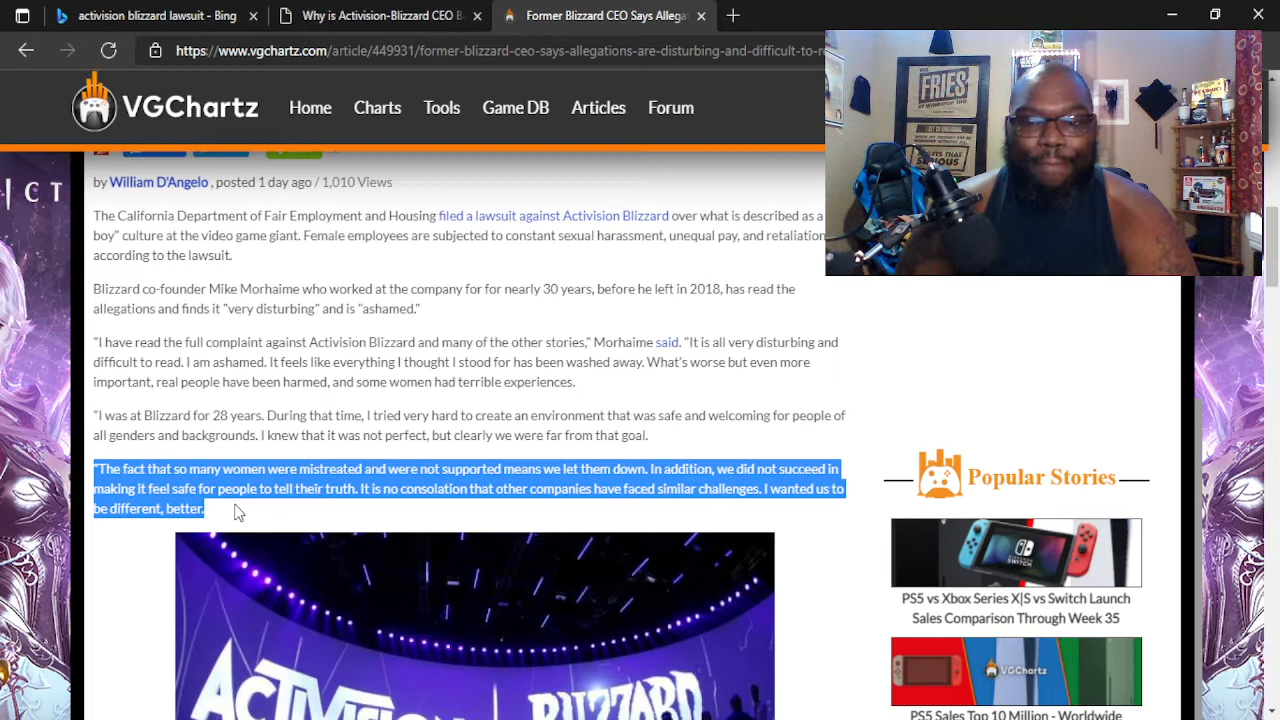 activision-blizzard - Bing
Why is Activision-Blizzard CEO B
Former Blizzard CEO Says Allegat
https://www.vgchartz.com/article/449931/former-blizzard-ceo-says-allegations-are-disturbing-and-difficult-to-re
VGChartz
Home
Charts
Tools
Game DB
Articles
Forum
by William D'Angelo , posted 1 day ago / 1,010 Views
The California Department of Fair Employment and Housing filed a lawsuit against Activision Blizzard over what is described as a
boy" culture at the video game giant. Female employees are subjected to constant sexual harassment, unequal pay, and retaliation
according to the lawsuit.
Blizzard co-founder Mike Morhaime who worked at the company for for nearly 30 years, before he left in 2018, has read the
allegations and finds it "very disturbing" and is "ashamed."
"I have read the full complaint against Activision Blizzard and many of the other stories," Morhaime said. "It is all very disturbing and
difficult to read. I am ashamed. It feels like everything I thought I stood for has been washed away. What's worse but even more
important, real people have been harmed, and some women had terrible experiences.
"I was at Blizzard for 28 years. During that time, I tried very hard to create an environment that was safe and welcoming for people of
all genders and backgrounds. I knew that it was not perfect, but clearly we were far from that goal.
"The fact that so many women were mistreated and were not supported means we let them down. In addition, we did not succeed in
making it feel safe for people to tell their truth. It is no consolation that other companies have faced similar challenges. I wanted us to
be different, better.
ACTIVISION
BLIZZARD
Popular Stories
PS5 vs Xbox Series X|S vs Switch Launch
Sales Comparison Through Week 35
VGChartz
PS5 Sales Top 10 Million - Worldwide
FRIES